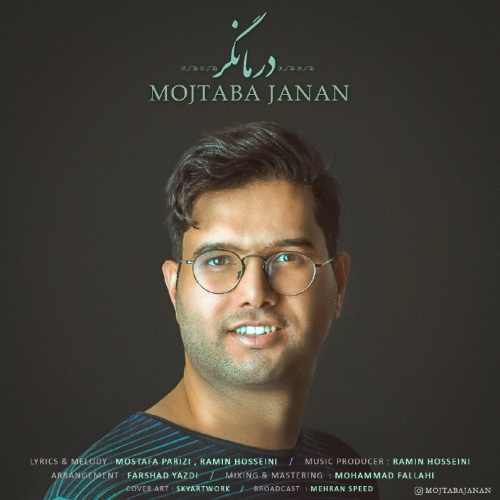 درمانگر
MOJTABA JANAN
LYRICS & MELODY : MOSTAFA PARIZI , RAMIN HOSSEINI / MUSIC PRODUCER : RAMIN HOSSEINI
ARRANGEMENT : FARSHAD YAZDI / MIXING & MASTERING : MOHAMMAD FALLAHI
COVER ART : SKYARTWORK / BROADCAST : MEHRAN SPEED
MOJTABAJANAN